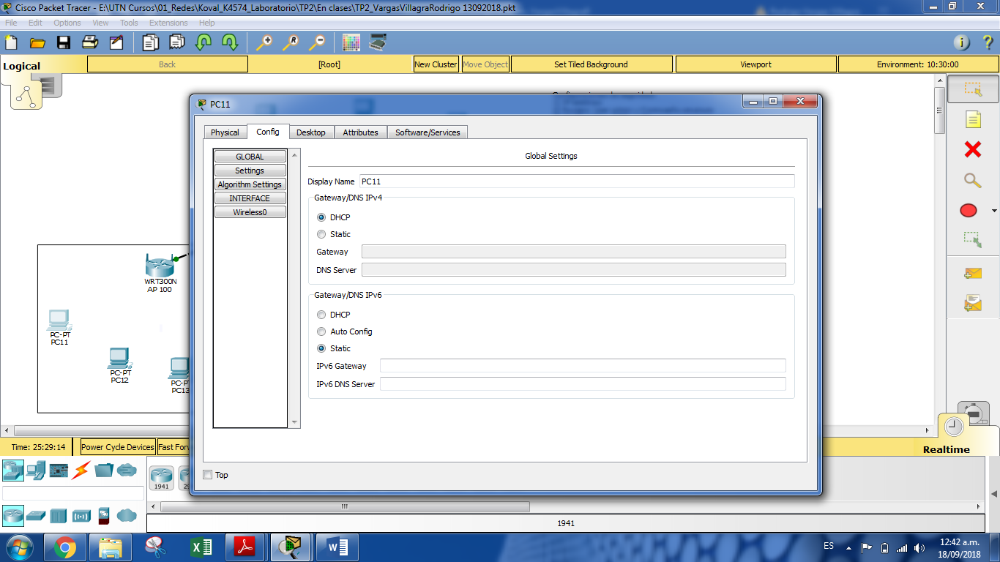 Cisco Packet Tracer - E:\UTN Cursos\01_Redes\Koval_K4574_Laboratorio\TP2\En clases\TP2_VargasVillagraRodrigo 13092018.pkt
File Edit Options View Tools Extensions Help
Logical Back [Root] New Cluster Move Object Set Tiled Background Viewport Environment: 10:30:00
PC11
Physical Config Desktop Attributes Software/Services
GLOBAL
Settings
Algorithm Settings
INTERFACE
Wireless0
Global Settings
Display Name PC11
Gateway/DNS IPv4
DHCP
Static
Gateway
DNS Server
Gateway/DNS IPv6
DHCP
Auto Config
Static
IPv6 Gateway
IPv6 DNS Server
Top
WRT300N
AP 100
PC-PT
PC11
PC-PT
PC12
PC-P
PC13
Time: 25:29:14 Power Cycle Devices Fast For
Realtime
1941
1941
ES
12:42 a.m.
18/09/2018